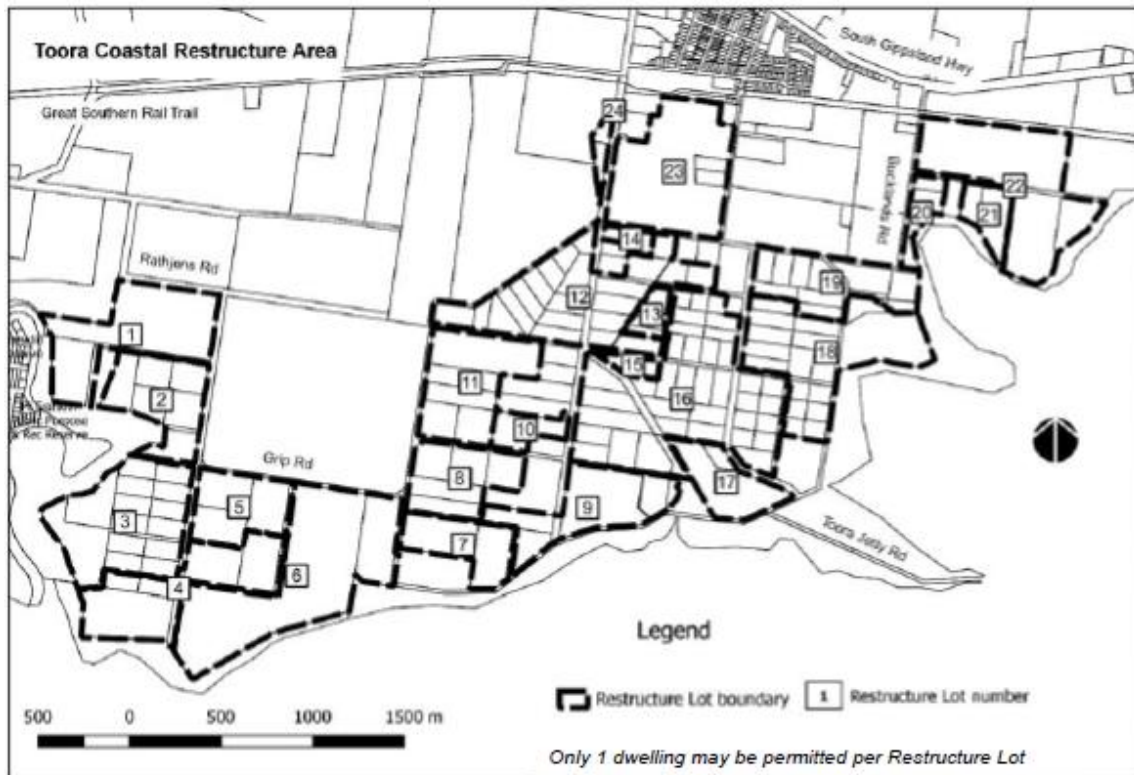 Toora Coastal Restructure Area
South Gippsland Hwy
Great Southern Rail Trail
24
23
Bucklands Rd
22
20
21
14
Rathjens Rd
19
12
13
1
18
15
11
2
16
Rec Reserve
10
Grip Rd
8
17
3
5
9
7
Toora Jetty Rd
6
4
Legend
Restructure Lot boundary
1 Restructure Lot number
500 0 500 1000 1500 m
Only 1 dwelling may be permitted per Restructure Lot